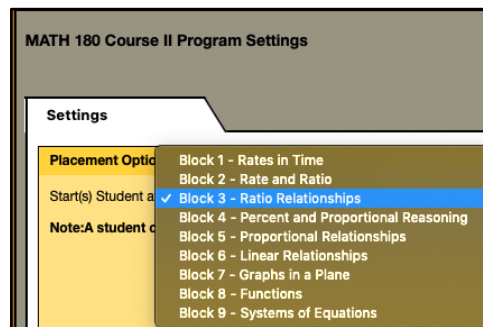 MATH 180 Course II Program Settings
Settings
Placement Optio
Start(s) Student a
Note:A student c
Block 1 - Rates in Time
Block 2 - Rate and Ratio
✓ Block 3 - Ratio Relationships
Block 4 - Percent and Proportional Reasoning
Block 5 - Proportional Relationships
Block 6 - Linear Relationships
Block 7 - Graphs in a Plane
Block 8 - Functions
Block 9 - Systems of Equations